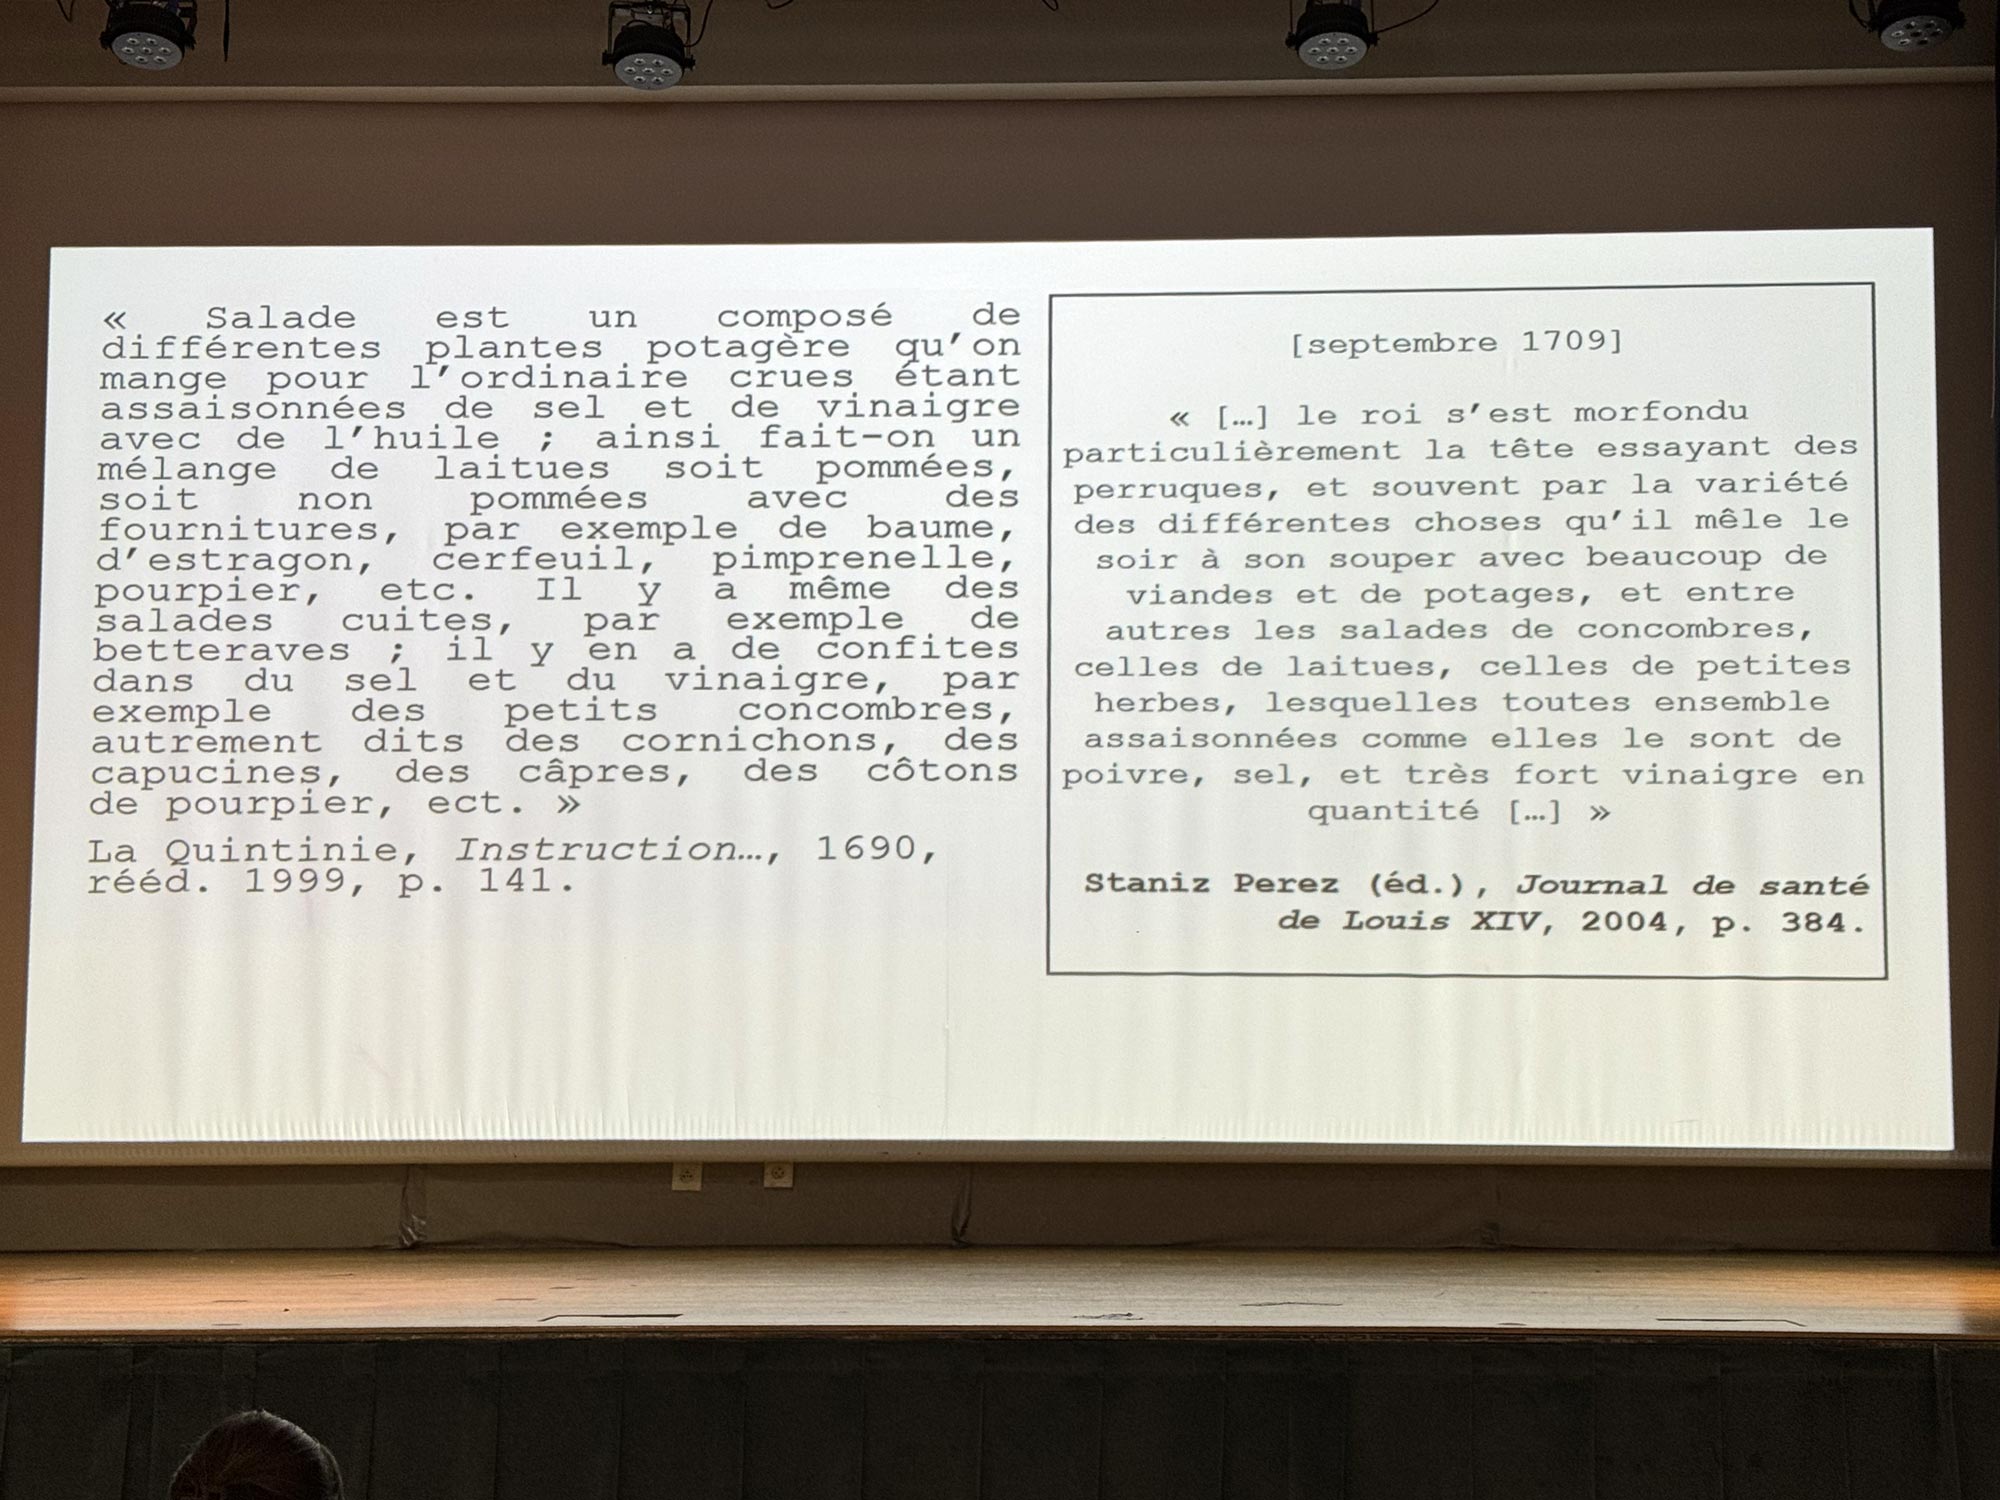 « Salade est un composé de
différentes plantes potagère qu'on
mange pour l'ordinaire crues étant
assaisonnées de sel et de vinaigre
avec de l'huile ; ainsi fait-on un
mélange de laitues soit pommées,
soit non pommées avec des
fournitures, par exemple de baume,
d'estragon, cerfeuil, pimprenelle,
pourpier, etc. Il y a même des
salades cuites, par exemple de
betteraves ; il y en a de confites
dans du sel et du vinaigre, par
exemple des petits concombres,
autrement dits des cornichons, des
capucines, des câpres, des côtons
de pourpier, ect. »
La Quintinie, Instruction…, 1690,
rééd. 1999, p. 141.
[septembre 1709]
« […] le roi s'est morfondu
particulièrement la tête essayant des
perruques, et souvent par la variété
des différentes choses qu'il mêle le
soir à son souper avec beaucoup de
viandes et de potages, et entre
autres les salades de concombres,
celles de laitues, celles de petites
herbes, lesquelles toutes ensemble
assaisonnées comme elles le sont de
poivre, sel, et très fort vinaigre en
quantité […] »
Staniz Perez (éd.), Journal de santé
de Louis XIV, 2004, p. 384.